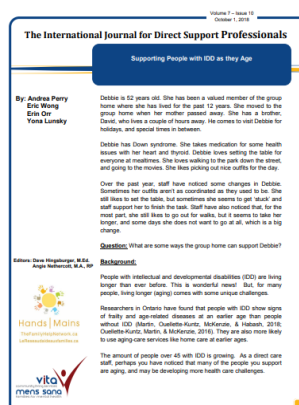 Volume 7 – Issue 10
October 1, 2018
The International Journal for Direct Support Professionals
Supporting People with IDD as they Age
By: Andrea Perry
Eric Wong
Erin Orr
Yona Lunsky
Debbie is 52 years old. She has been a valued member of the group
home where she has lived for the past 12 years. She moved to the
group home when her mother passed away. She has a brother,
David, who lives a couple of hours away. He comes to visit Debbie for
holidays, and special times in between.
Debbie has Down syndrome. She takes medication for some health
issues with her heart and thyroid. Debbie loves setting the table for
everyone at mealtimes. She loves walking to the park down the street,
and going to the movies. She likes picking out nice outfits for the day.
Over the past year, staff have noticed some changes in Debbie.
Sometimes her outfits aren't as coordinated as they used to be. She
still likes to set the table, but sometimes she seems to get 'stuck' and
staff support her to finish the task. Staff have also noticed that, for the
most part, she still likes to go out for walks, but it seems to take her
longer, and some days she does not want to go at all, which is a big
change.
Question: What are some ways the group home can support Debbie?
Editors: Dave Hingsburger, M.Ed.
Angie Nethercott, M.A., RP
Background:
People with intellectual and developmental disabilities (IDD) are living
longer than ever before. This is wonderful news! But, for many
people, living longer (aging) comes with some unique challenges.
Researchers in Ontario have found that people with IDD show signs
of frailty and age-related diseases at an earlier age than people
without IDD (Martin, Ouellette-Kuntz, McKenzie, & Habash, 2018;
Ouellette-Kuntz, Martin, & McKenzie, 2016). They are also more likely
to use aging-care services like home care at earlier ages.
The amount of people over 45 with IDD is growing. As a direct care
staff, perhaps you have noticed that many of the people you support
are aging, and may be developing more health care challenges.
Hands | Mains
TheFamilyHelpNetwork.ca
vita
mens sana